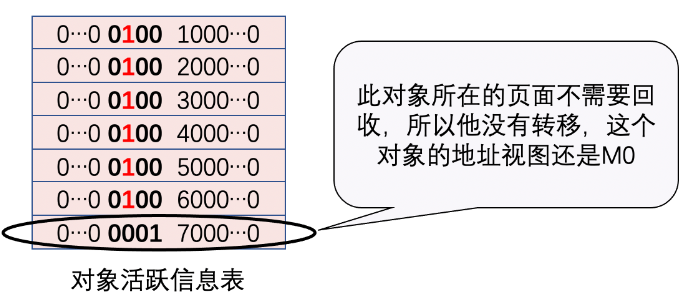 0···0 0100 1000···0
0···0 0100 2000···0
0···0 0100 3000···0
0···0 0100 4000···0
0···0 0100 5000···0
0···0 0100 6000···0
0···0 0001 7000···0
对象活跃信息表
此对象所在的页面不需要回
收，所以他没有转移，这个
对象的地址视图还是M0